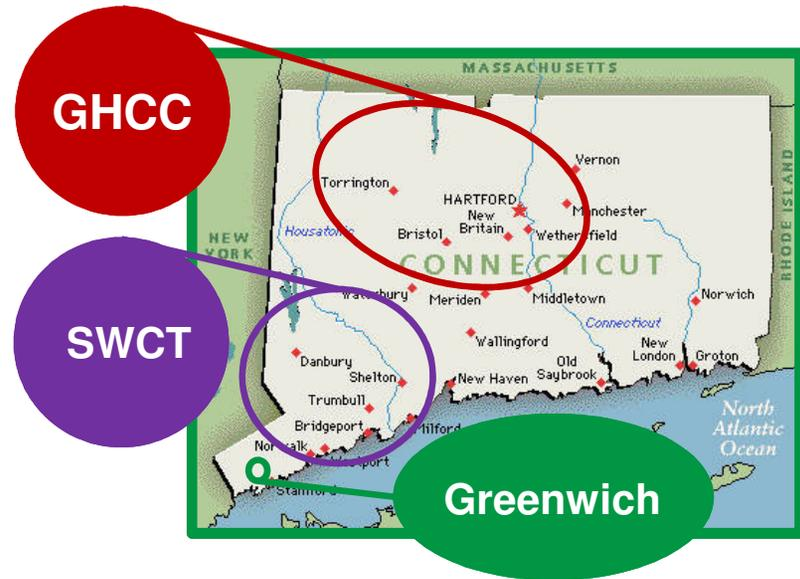 GHCC
MASSACHUSETTS
RHODE ISLAND
Vernon
Torrington
HARTFORD
Manchester
New
Britain
Wethersfield
Bristol
Housatonic
NEW
YORK
CONNECTICUT
Waterbury
Meriden
Middletown
Norwich
Connecticut
SWCT
Wallingford
Danbury
New
London
Groton
Old
Saybrook
Shelton
New Haven
Trumbull
Bridgeport
Milford
North
Atlantic
Ocean
Norwalk
Westport
Stamford
Greenwich